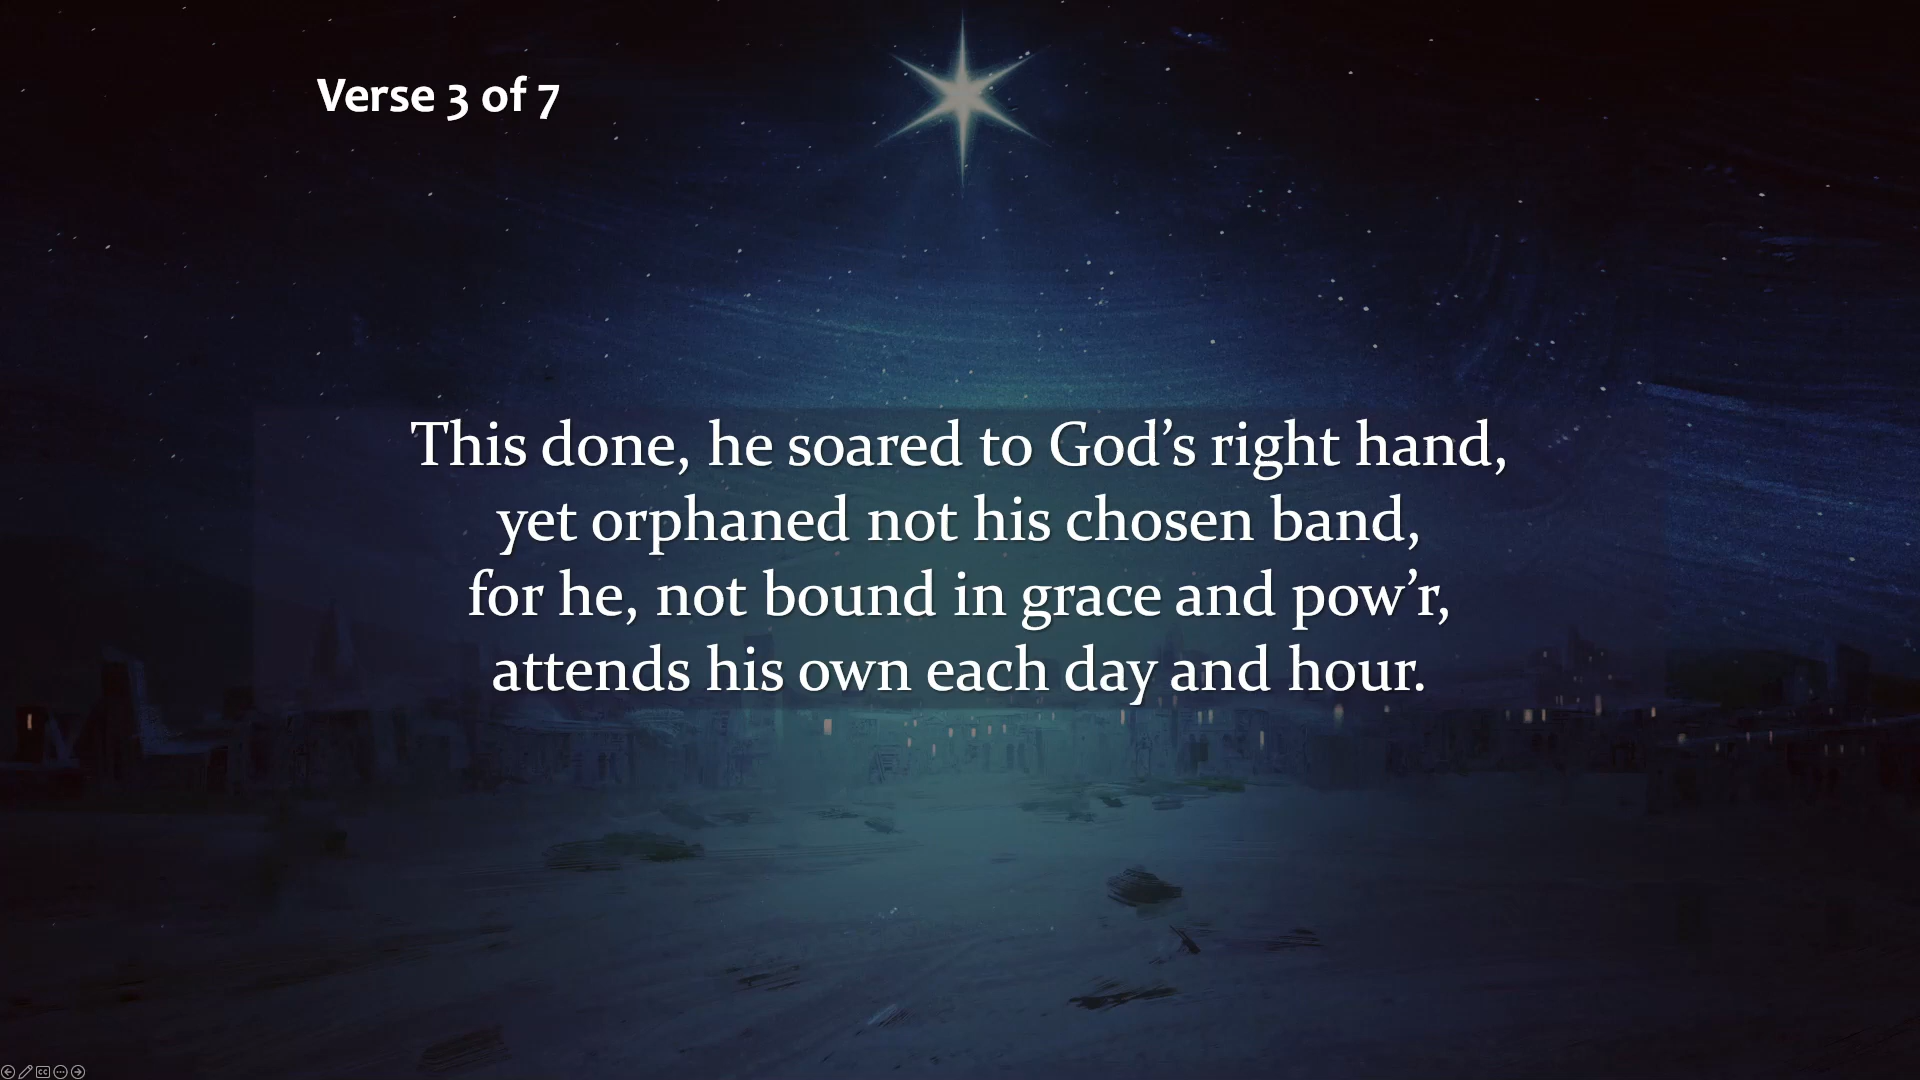 Verse 3 of 7
This done, he soared to God’s right hand,
yet orphaned not his chosen band,
for he, not bound in grace and pow’r,
attends his own each day and hour.